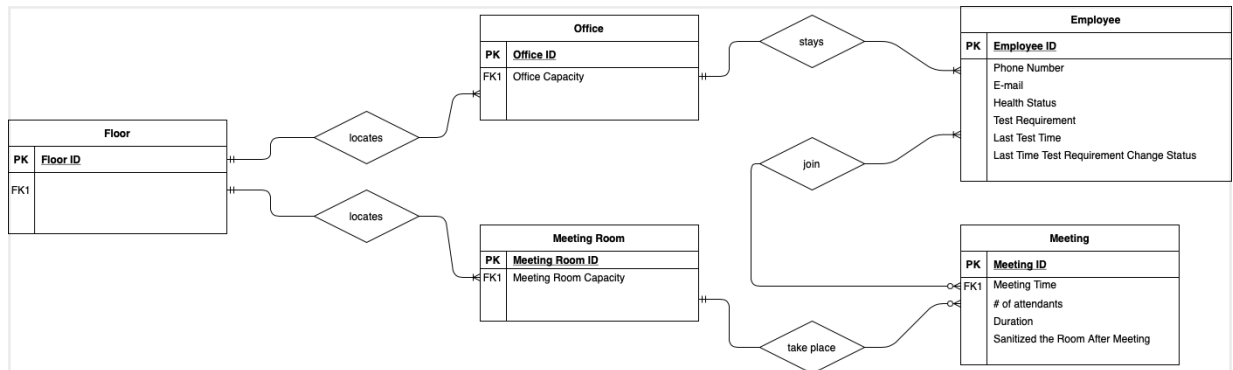 Floor
PK Floor ID
FK1
locates
locates
Office
PK Office ID
FK1 Office Capacity
Meeting Room
PK Meeting Room ID
FK1 Meeting Room Capacity
stays
join
take place
Employee
PK Employee ID
Phone Number
E-mail
Health Status
Test Requirement
Last Test Time
Last Time Test Requirement Change Status
Meeting
PK Meeting ID
FK1 Meeting Time
# of attendants
Duration
Sanitized the Room After Meeting